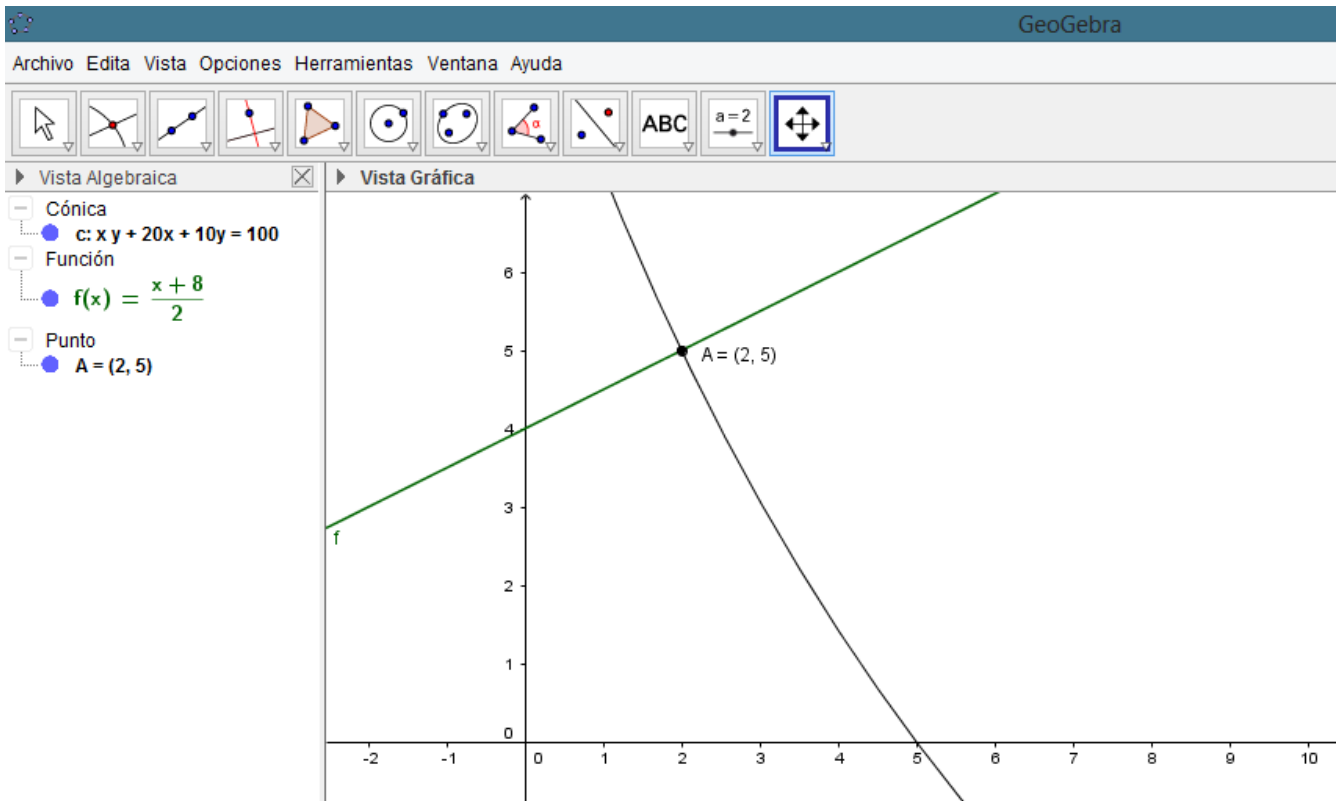 GeoGebra
Archivo Edita Vista Opciones Herramientas Ventana Ayuda
α ABC a = 2
Vista Algebraica
Vista Gráfica
Cónica
c: x y + 20x + 10y = 100
Función
f(x) = x + 8
2
Punto
A = (2, 5)
6
5
A = (2, 5)
4
3
f
2
1
0
-2 -1 0 1 2 3 4 5 6 7 8 9 10